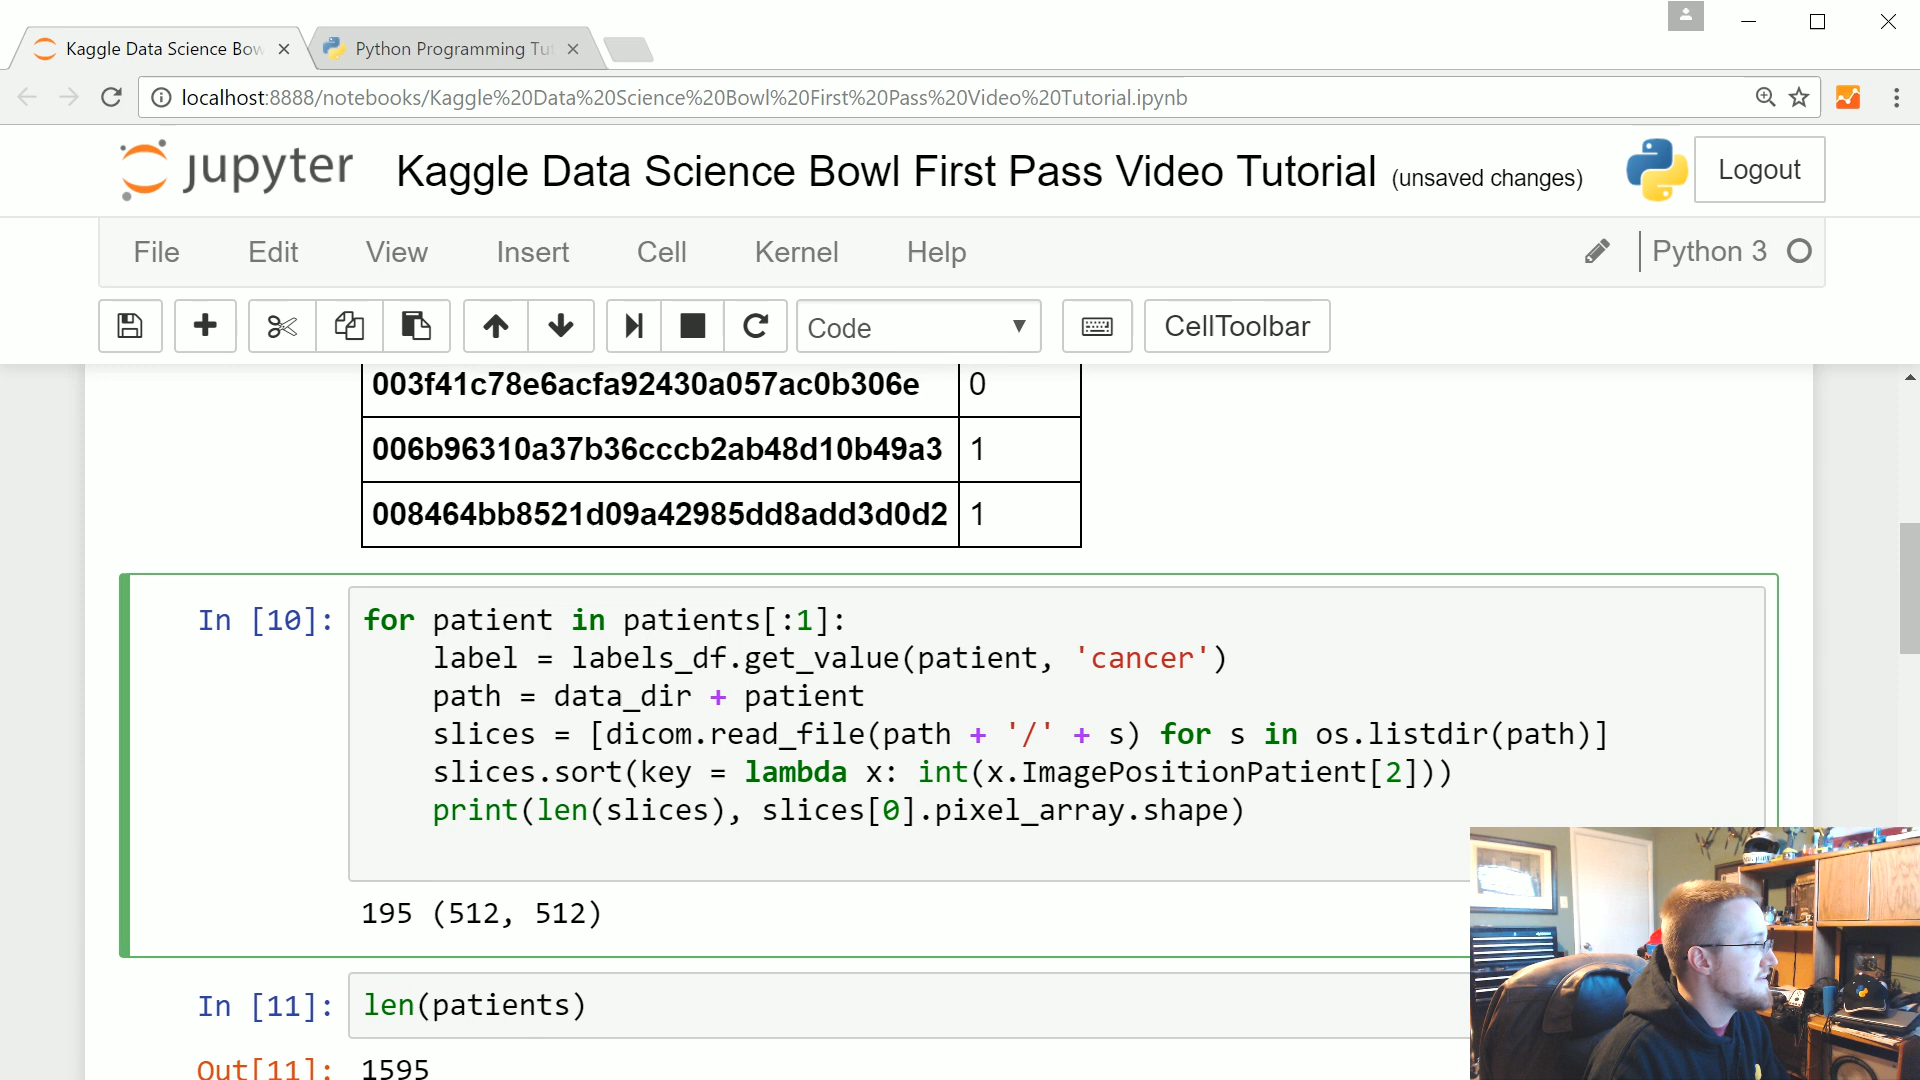 Kaggle Data Science Bow
Python Programming Tu
localhost:8888/notebooks/Kaggle%20Data%20Science%20Bowl%20First%20Pass%20Video%20Tutorial.ipynb
jupyter Kaggle Data Science Bowl First Pass Video Tutorial (unsaved changes)
Logout
File Edit View Insert Cell Kernel Help
Python 3
Code
CellToolbar
003f41c78e6acfa92430a057ac0b306e 0
006b96310a37b36cccb2ab48d10b49a3 1
008464bb8521d09a42985dd8add3d0d2 1
In [10]: for patient in patients[:1]:
label = labels_df.get_value(patient, 'cancer')
path = data_dir + patient
slices = [dicom.read_file(path + '/' + s) for s in os.listdir(path)]
slices.sort(key = lambda x: int(x.ImagePositionPatient[2]))
print(len(slices), slices[0].pixel_array.shape)
195 (512, 512)
In [11]: len(patients)
Out[11]: 1595